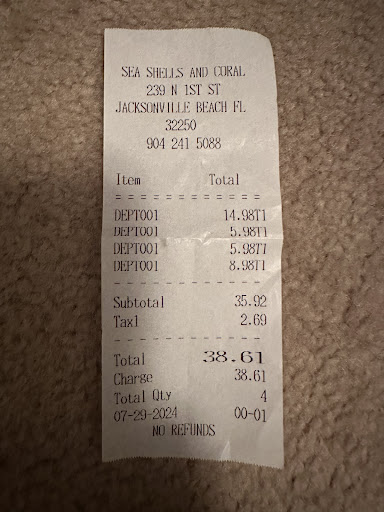 SEA SHELLS AND CORAL
239 N 1ST ST
JACKSONVILLE BEACH FL
32250
904 241 5088
Item Total
= = = = = = = = = = = =
DEPT001 14.98T1
DEPT001 5.98T1
DEPT001 5.98T1
DEPT001 8.98T1
- - - - - - - - - - - - - - -
Subtotal 35.92
Tax1 2.69
- - - - - - - - - - - - - - -
Total 38.61
Charge 38.61
Total Qty 4
07-29-2024 00-01
NO REFUNDS